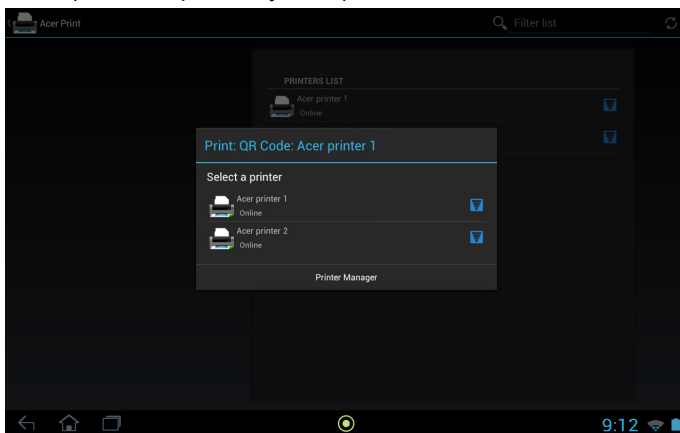 Acer Print
Filter list
PRINTERS LIST
Acer printer 1
Online
Print: QR Code: Acer printer 1
Select a printer
Acer printer 1
Online
Acer printer 2
Online
Printer Manager
9:12